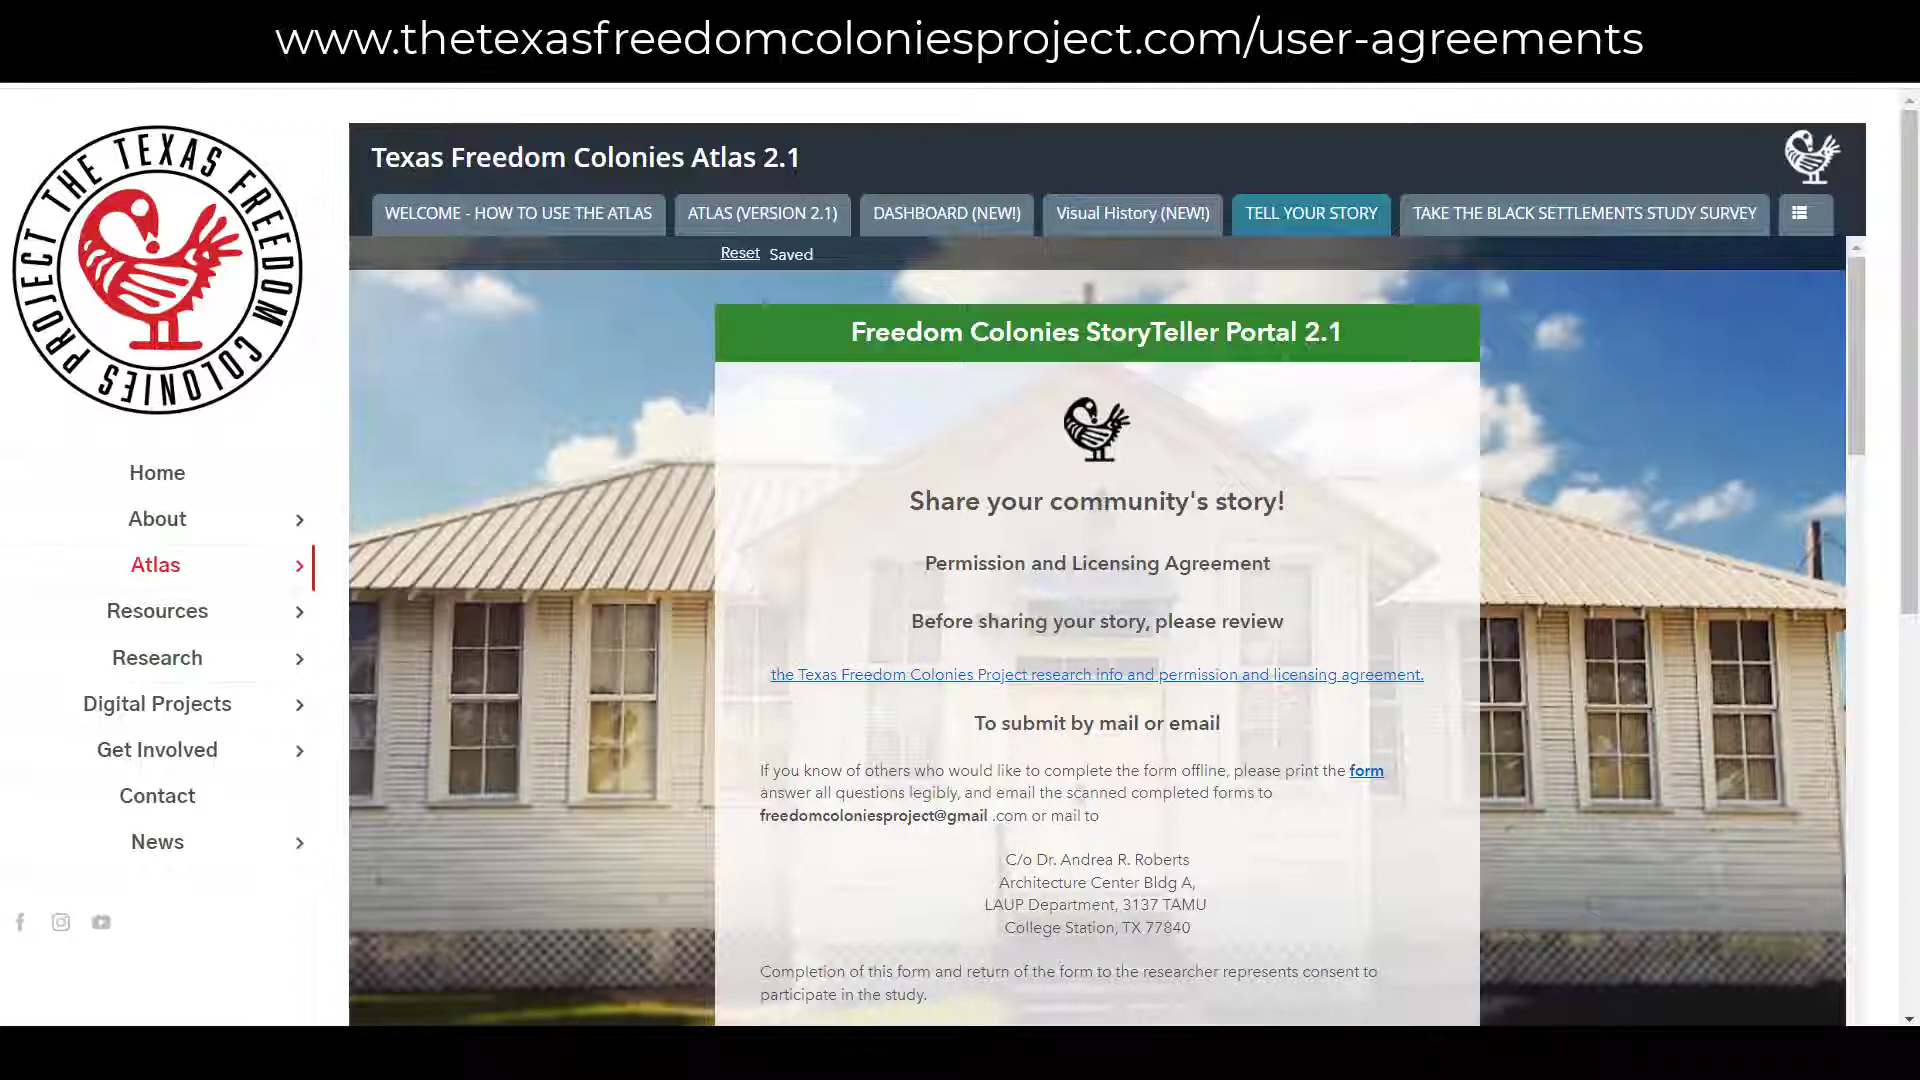 www.thetexasfreedomcoloniesproject.com/user-agreements
THE TEXAS FREEDOM COLONIES PROJECT
Home
About
Atlas
Resources
Research
Digital Projects
Get Involved
Contact
News
Texas Freedom Colonies Atlas 2.1
WELCOME - HOW TO USE THE ATLAS
ATLAS (VERSION 2.1)
DASHBOARD (NEW!)
Visual History (NEW!)
TELL YOUR STORY
TAKE THE BLACK SETTLEMENTS STUDY SURVEY
Reset Saved
Freedom Colonies StoryTeller Portal 2.1
Share your community's story!
Permission and Licensing Agreement
Before sharing your story, please review
the Texas Freedom Colonies Project research info and permission and licensing agreement.
To submit by mail or email
If you know of others who would like to complete the form offline, please print the form
answer all questions legibly, and email the scanned completed forms to
freedomcoloniesproject@gmail .com or mail to
C/o Dr. Andrea R. Roberts
Architecture Center Bldg A,
LAUP Department, 3137 TAMU
College Station, TX 77840
Completion of this form and return of the form to the researcher represents consent to
participate in the study.